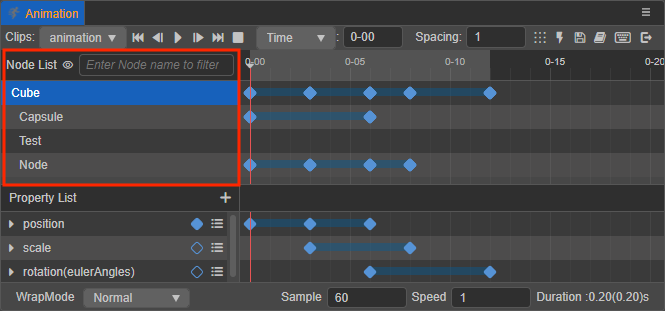 Animation
Clips: animation Time : 0-00 Spacing: 1
Node List Enter Node name to filter 0-00 0-05 0-10 0-15 0-20
Cube
Capsule
Test
Node
Property List +
position
scale
rotation(eulerAngles)
WrapMode Normal Sample 60 Speed 1 Duration :0.20(0.20)s